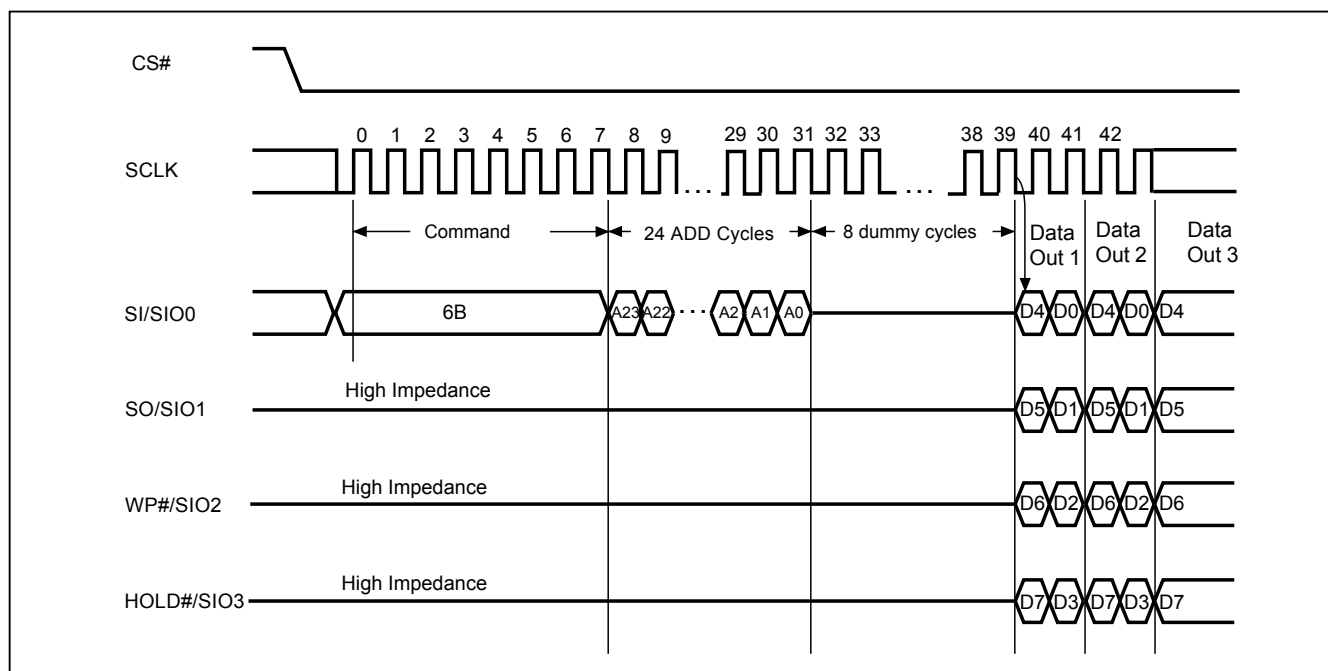 CS#
0 1 2 3 4 5 6 7 8 9 29 30 31 32 33 38 39 40 41 42
SCLK
Command 24 ADD Cycles 8 dummy cycles Data Out 1 Data Out 2 Data Out 3
SI/SIO0 6B A23 A22 A2 A1 A0 D4 D0 D4 D0 D4
High Impedance
SO/SIO1 D5 D1 D5 D1 D5
High Impedance
WP#/SIO2 D6 D2 D6 D2 D6
High Impedance
HOLD#/SIO3 D7 D3 D7 D3 D7